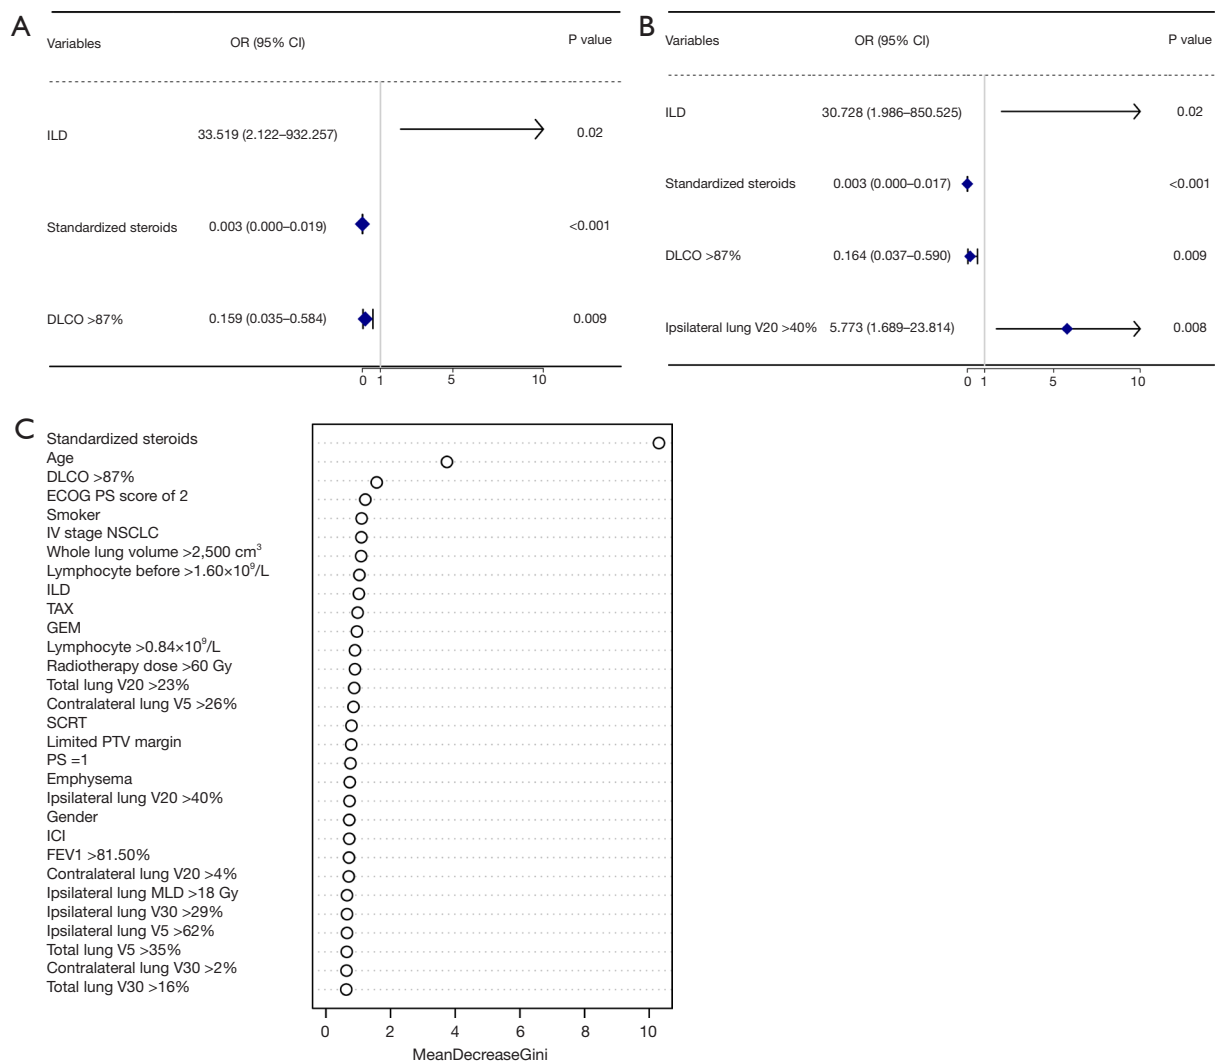 A
Variables OR (95% CI) P value
ILD 33.519 (2.122–932.257) 0.02
Standardized steroids 0.003 (0.000–0.019) <0.001
DLCO >87% 0.159 (0.035–0.584) 0.009
0 1 5 10
B
Variables OR (95% CI) P value
ILD 30.728 (1.986–850.525) 0.02
Standardized steroids 0.003 (0.000–0.017) <0.001
DLCO >87% 0.164 (0.037–0.590) 0.009
Ipsilateral lung V20 >40% 5.773 (1.689–23.814) 0.008
0 1 5 10
C
Standardized steroids
Age
DLCO >87%
ECOG PS score of 2
Smoker
IV stage NSCLC
Whole lung volume >2,500 cm³
Lymphocyte before >1.60×10⁹/L
ILD
TAX
GEM
Lymphocyte >0.84×10⁹/L
Radiotherapy dose >60 Gy
Total lung V20 >23%
Contralateral lung V5 >26%
SCRT
Limited PTV margin
PS =1
Emphysema
Ipsilateral lung V20 >40%
Gender
ICI
FEV1 >81.50%
Contralateral lung V20 >4%
Ipsilateral lung MLD >18 Gy
Ipsilateral lung V30 >29%
Ipsilateral lung V5 >62%
Total lung V5 >35%
Contralateral lung V30 >2%
Total lung V30 >16%
0 2 4 6 8 10
MeanDecreaseGini